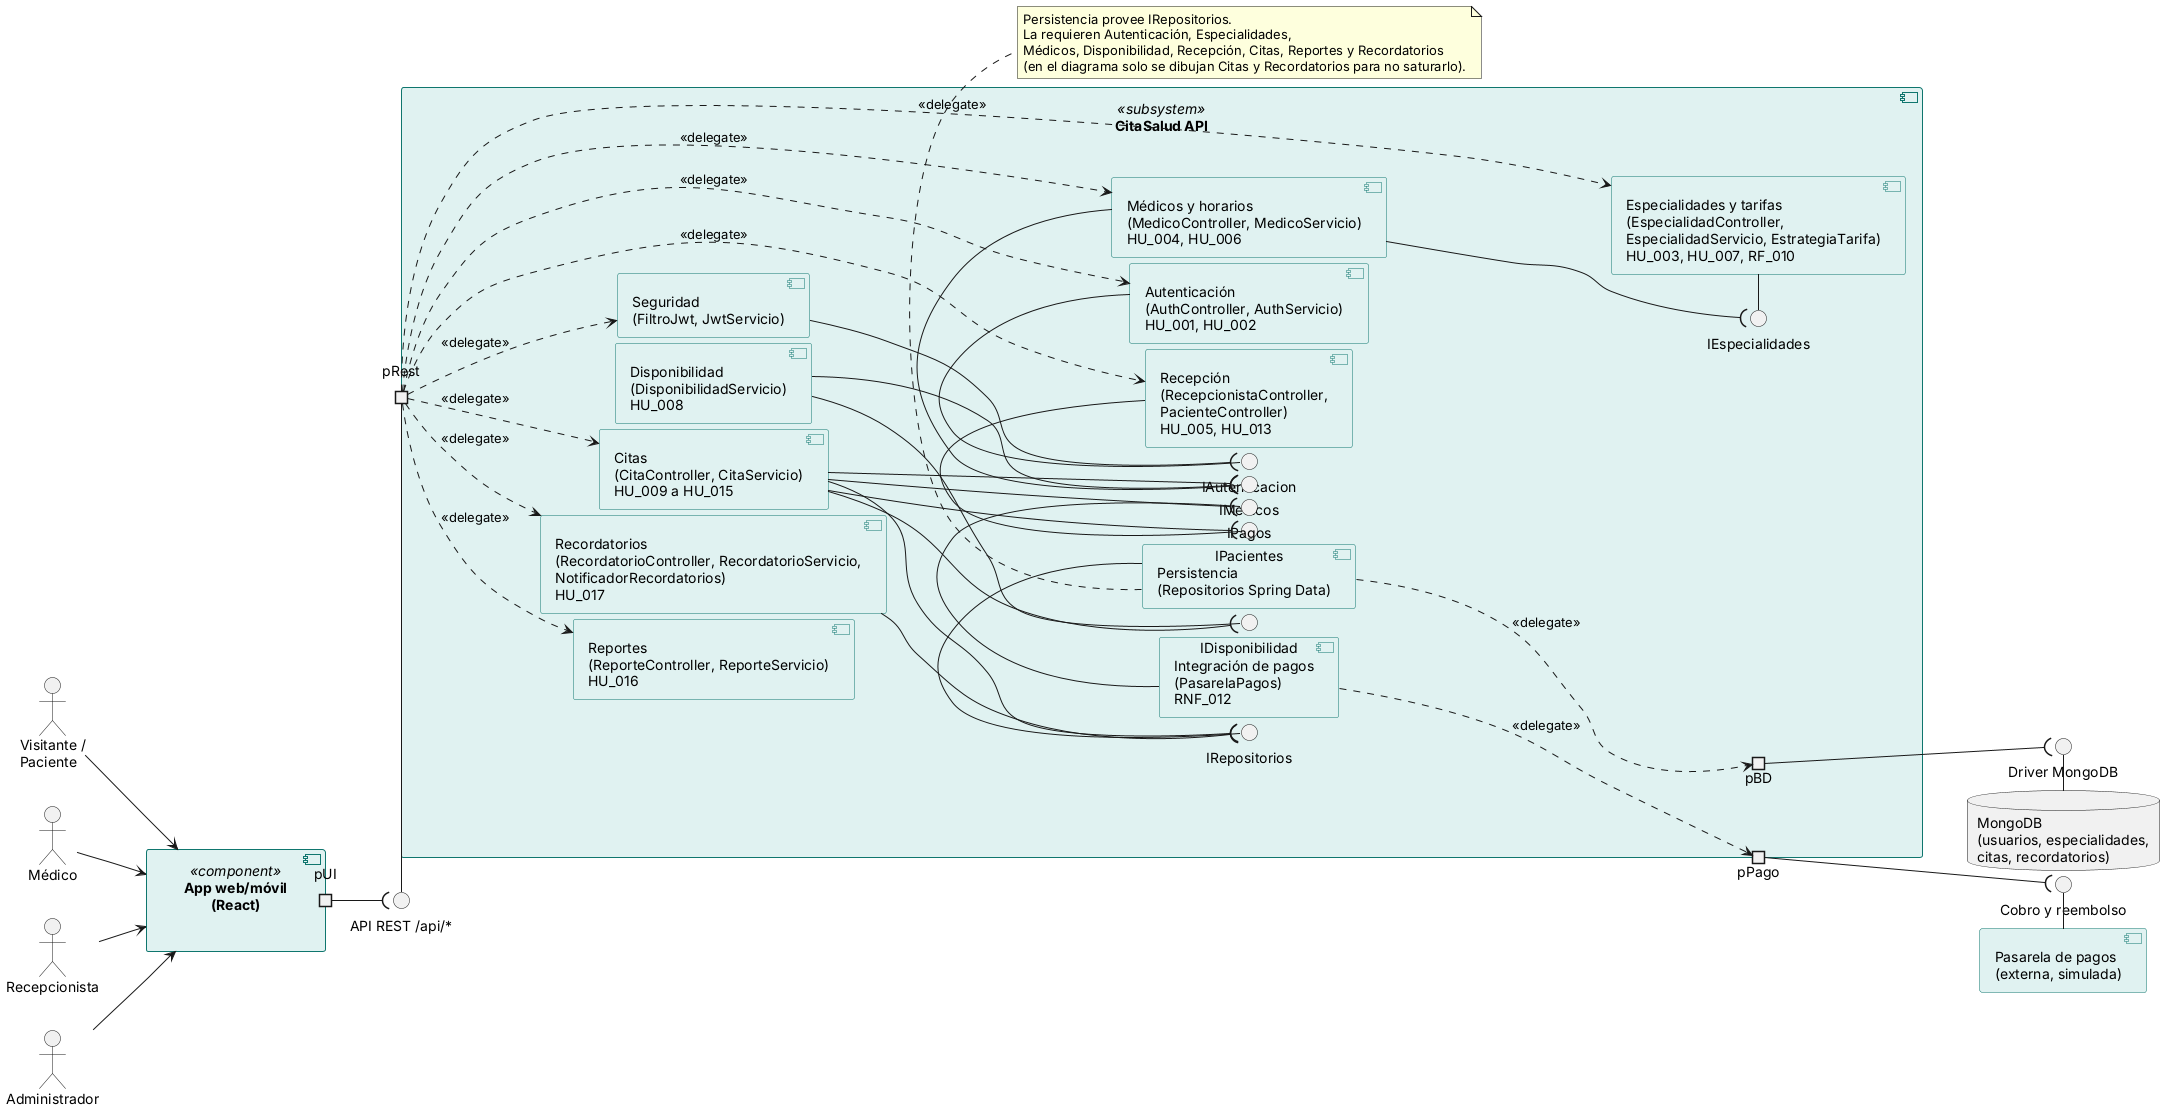 Persistencia provee IRepositorios.
La requieren Autenticación, Especialidades,
Médicos, Disponibilidad, Recepción, Citas, Reportes y Recordatorios
(en el diagrama solo se dibujan Citas y Recordatorios para no saturarlo).
«subsystem»
CitaSalud API
«delegate»
«delegate»
«delegate»
«delegate»
«delegate»
«delegate»
«delegate»
«delegate»
pRest
Médicos y horarios
(MedicoController, MedicoServicio)
HU_004, HU_006
Especialidades y tarifas
(EspecialidadController,
EspecialidadServicio, EstrategiaTarifa)
HU_003, HU_007, RF_010
IEspecialidades
Autenticación
(AuthController, AuthServicio)
HU_001, HU_002
Seguridad
(FiltroJwt, JwtServicio)
Disponibilidad
(DisponibilidadServicio)
HU_008
Recepción
(RecepcionistaController,
PacienteController)
HU_005, HU_013
Citas
(CitaController, CitaServicio)
HU_009 a HU_015
IAutenticacion
IMedicos
IPagos
IPacientes
Persistencia
(Repositorios Spring Data)
Recordatorios
(RecordatorioController, RecordatorioServicio,
NotificadorRecordatorios)
HU_017
Reportes
(ReporteController, ReporteServicio)
HU_016
IDisponibilidad
Integración de pagos
(PasarelaPagos)
RNF_012
IRepositorios
«delegate»
«delegate»
pBD
pPago
Driver MongoDB
MongoDB
(usuarios, especialidades,
citas, recordatorios)
Cobro y reembolso
Pasarela de pagos
(externa, simulada)
Visitante /
Paciente
Médico
Recepcionista
Administrador
«component»
App web/móvil
(React)
pUI
API REST /api/*